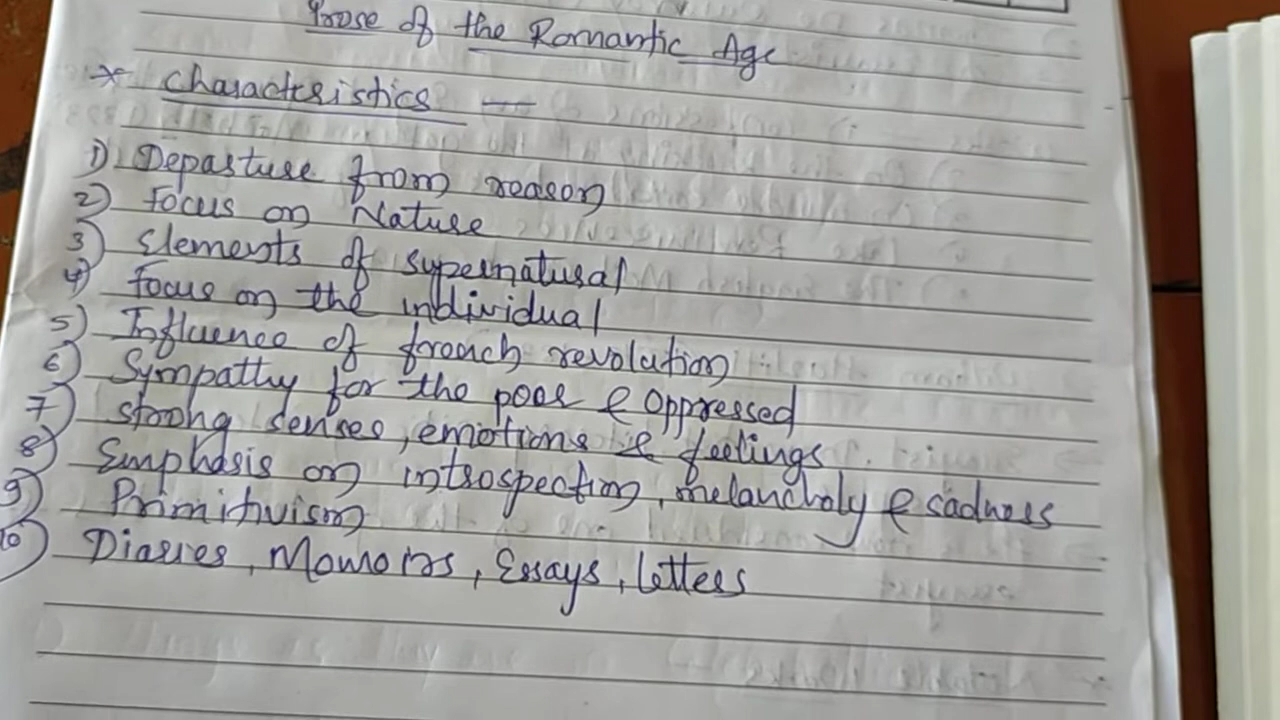 Prose of the Romantic Age
* Characteristics —
1) Departure from reason
2) Focus on Nature
3) Elements of supernatural
4) Focus on the individual
5) Influence of french revolution
6) Sympathy for the poor & oppressed
7) strong senses, emotions & feelings
8) Emphasis on introspection, melancholy & sadness
9) Primitivism
10) Diaries, Memoirs, Essays, letters